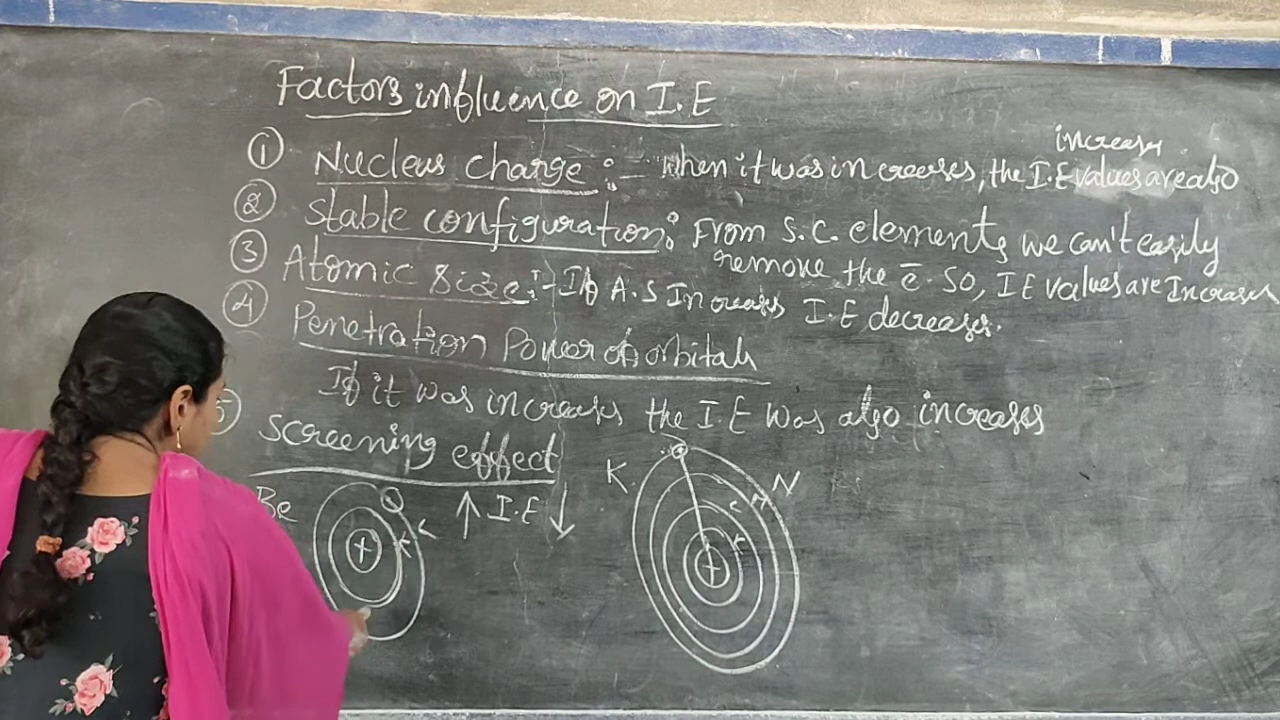 Factors influence on I.E
① Nucleus charge :- When it was increases, the I.E values are also increases.
② Stable configuration: From S.C. elements we can't easily
remove the e̅. So, IE values are Increases
③ Atomic Size:- If A.S Increases I.E decreases.
④ Penetration Power of orbitals
If it was increases the I.E was also increases
⑤ Screening effect
Be ↑ I.E ↓ K N
+ +